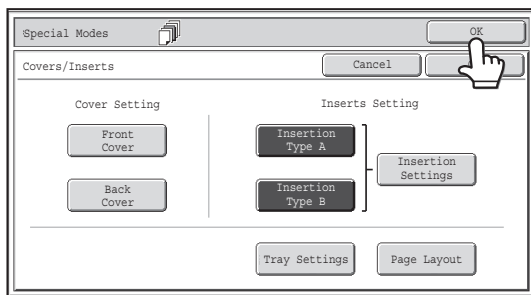 Special Modes
OK
Covers/Inserts
Cancel
Cover Setting
Inserts Setting
Front
Cover
Insertion
Type A
Insertion
Settings
Back
Cover
Insertion
Type B
Tray Settings
Page Layout